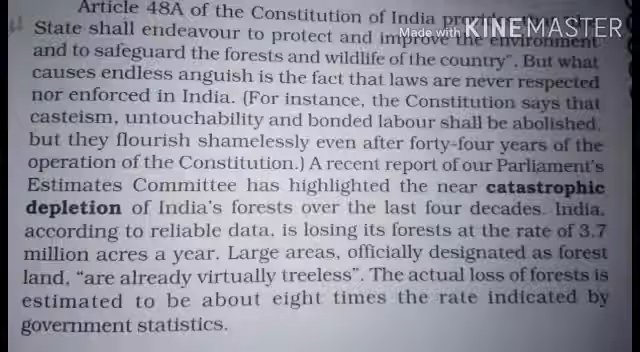 Article 48A of the Constitution of India
Made with KINEMASTER
State shall endeavour to protect and improve the environment
and to safeguard the forests and wildlife of the country". But what
causes endless anguish is the fact that laws are never respected
nor enforced in India. (For instance, the Constitution says that
casteism, untouchability and bonded labour shall be abolished,
but they flourish shamelessly even after forty-four years of the
operation of the Constitution.) A recent report of our Parliament's
Estimates Committee has highlighted the near catastrophic
depletion of India's forests over the last four decades. India,
according to reliable data, is losing its forests at the rate of 3.7
million acres a year. Large areas, officially designated as forest
land, "are already virtually treeless". The actual loss of forests is
estimated to be about eight times the rate indicated by
government statistics.